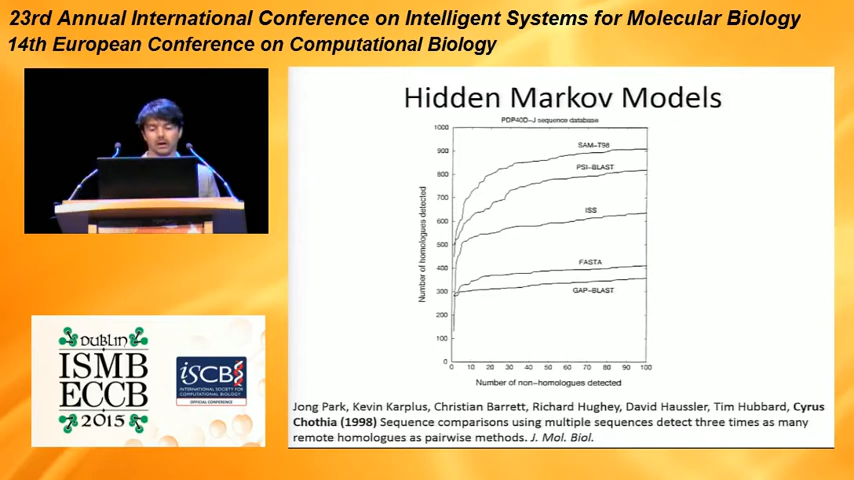 23rd Annual International Conference on Intelligent Systems for Molecular Biology
14th European Conference on Computational Biology
Hidden Markov Models
PDP40D-J sequence database
1000
900
800
700
600
500
400
300
200
100
0
Number of homologues detected
SAM-T98
PSI-BLAST
ISS
FASTA
GAP-BLAST
0 10 20 30 40 50 60 70 80 90 100
Number of non-homologues detected
Jong Park, Kevin Karplus, Christian Barrett, Richard Hughey, David Haussler, Tim Hubbard, Cyrus
Chothia (1998) Sequence comparisons using multiple sequences detect three times as many
remote homologues as pairwise methods. J. Mol. Biol.
DUBLIN
ISMB
ECCB
2015
ISCB
INTERNATIONAL SOCIETY FOR
COMPUTATIONAL BIOLOGY
OFFICIAL CONFERENCE